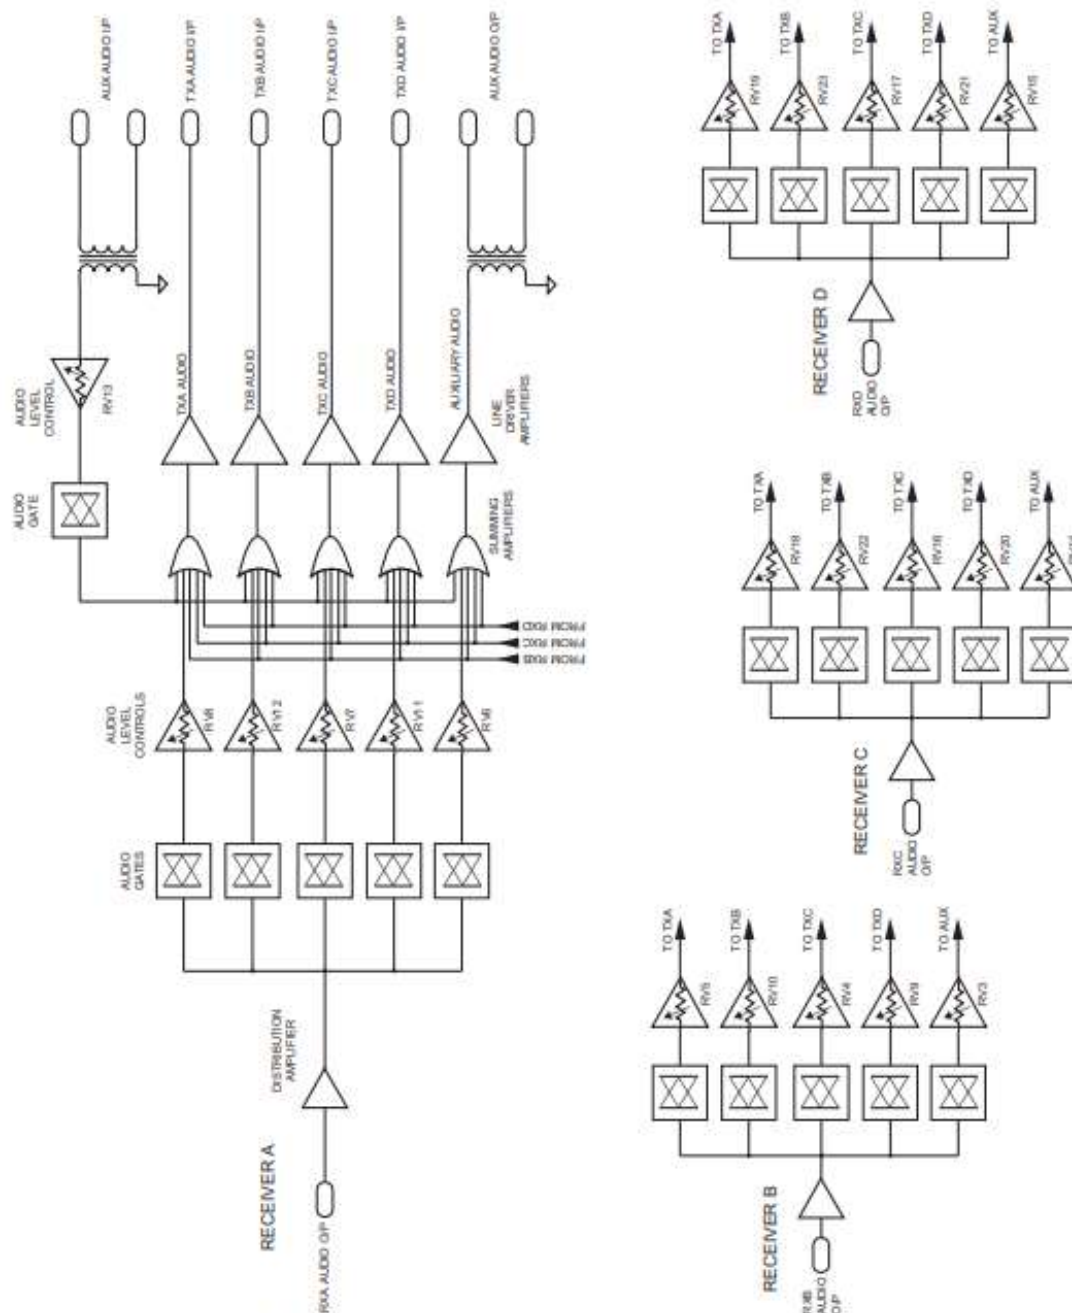 AUX AUDIO I/P
TXA AUDIO I/P
TXB AUDIO I/P
TXC AUDIO I/P
TXD AUDIO I/P
AUX AUDIO O/P
AUDIO
LEVEL
CONTROL
RV13
AUDIO
GATE
TXA AUDIO
TXB AUDIO
TXC AUDIO
TXD AUDIO
AUXILIARY AUDIO
LINE
DRIVER
AMPLIFIERS
SUMMING
AMPLIFIERS
FROM RXD
FROM RXC
FROM RXB
AUDIO
LEVEL
CONTROLS
RV8
RV12
RV7
RV11
RV6
AUDIO
GATES
DISTRIBUTION
AMPLIFIER
RECEIVER A
RXA AUDIO O/P
TO TXA
TO TXB
TO TXC
TO TXD
TO AUX
RV19
RV23
RV17
RV21
RV15
RECEIVER D
RXD
AUDIO
O/P
TO TXA
TO TXB
TO TXC
TO TXD
TO AUX
RV18
RV22
RV16
RV20
RECEIVER C
RXC
AUDIO
O/P
TO TXA
TO TXB
TO TXC
TO TXD
TO AUX
RV5
RV10
RV4
RV9
RV3
RECEIVER B
RXB
AUDIO
O/P